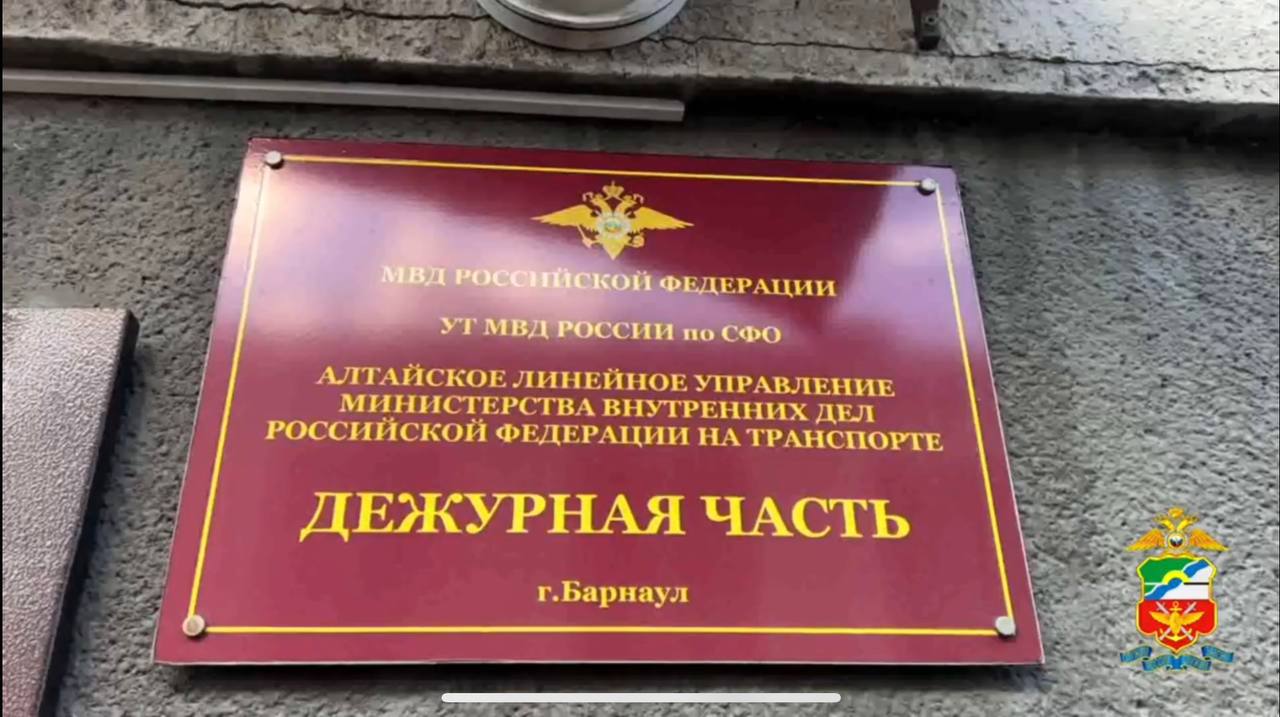 МВД РОССИЙСКОЙ ФЕДЕРАЦИИ
УТ МВД РОССИИ по СФО
АЛТАЙСКОЕ ЛИНЕЙНОЕ УПРАВЛЕНИЕ
МИНИСТЕРСТВА ВНУТРЕННИХ ДЕЛ
РОССИЙСКОЙ ФЕДЕРАЦИИ НА ТРАНСПОРТЕ
ДЕЖУРНАЯ ЧАСТЬ
г.Барнаул